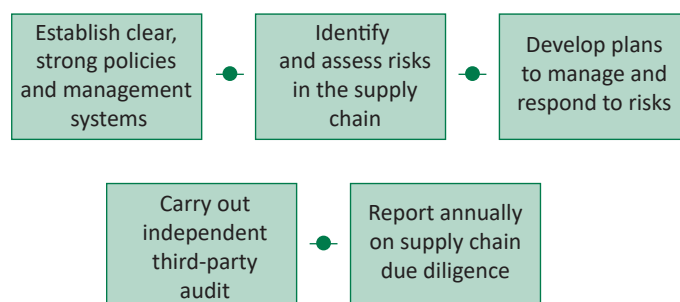 Establish clear,
strong policies
and management
systems
Identify
and assess risks
in the supply
chain
Develop plans
to manage and
respond to risks
Carry out
independent
third-party
audit
Report annually
on supply chain
due diligence